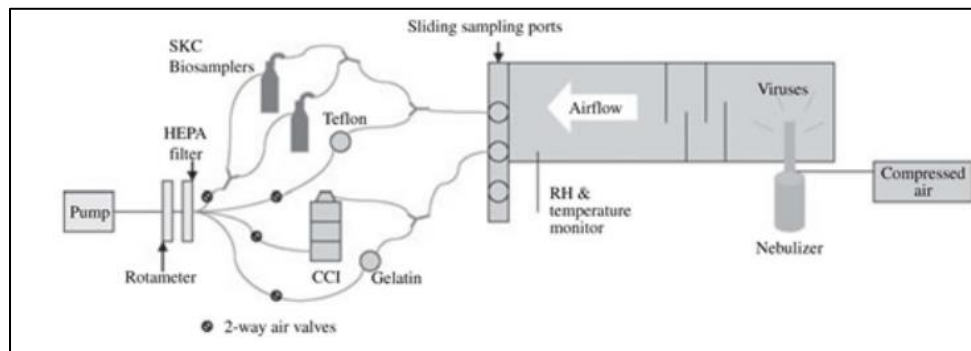 Sliding sampling ports
SKC
Biosamplers
Viruses
Airflow
Teflon
HEPA
filter
Compressed
air
RH &
temperature
monitor
Pump
Nebulizer
Rotameter
CCI
Gelatin
2-way air valves